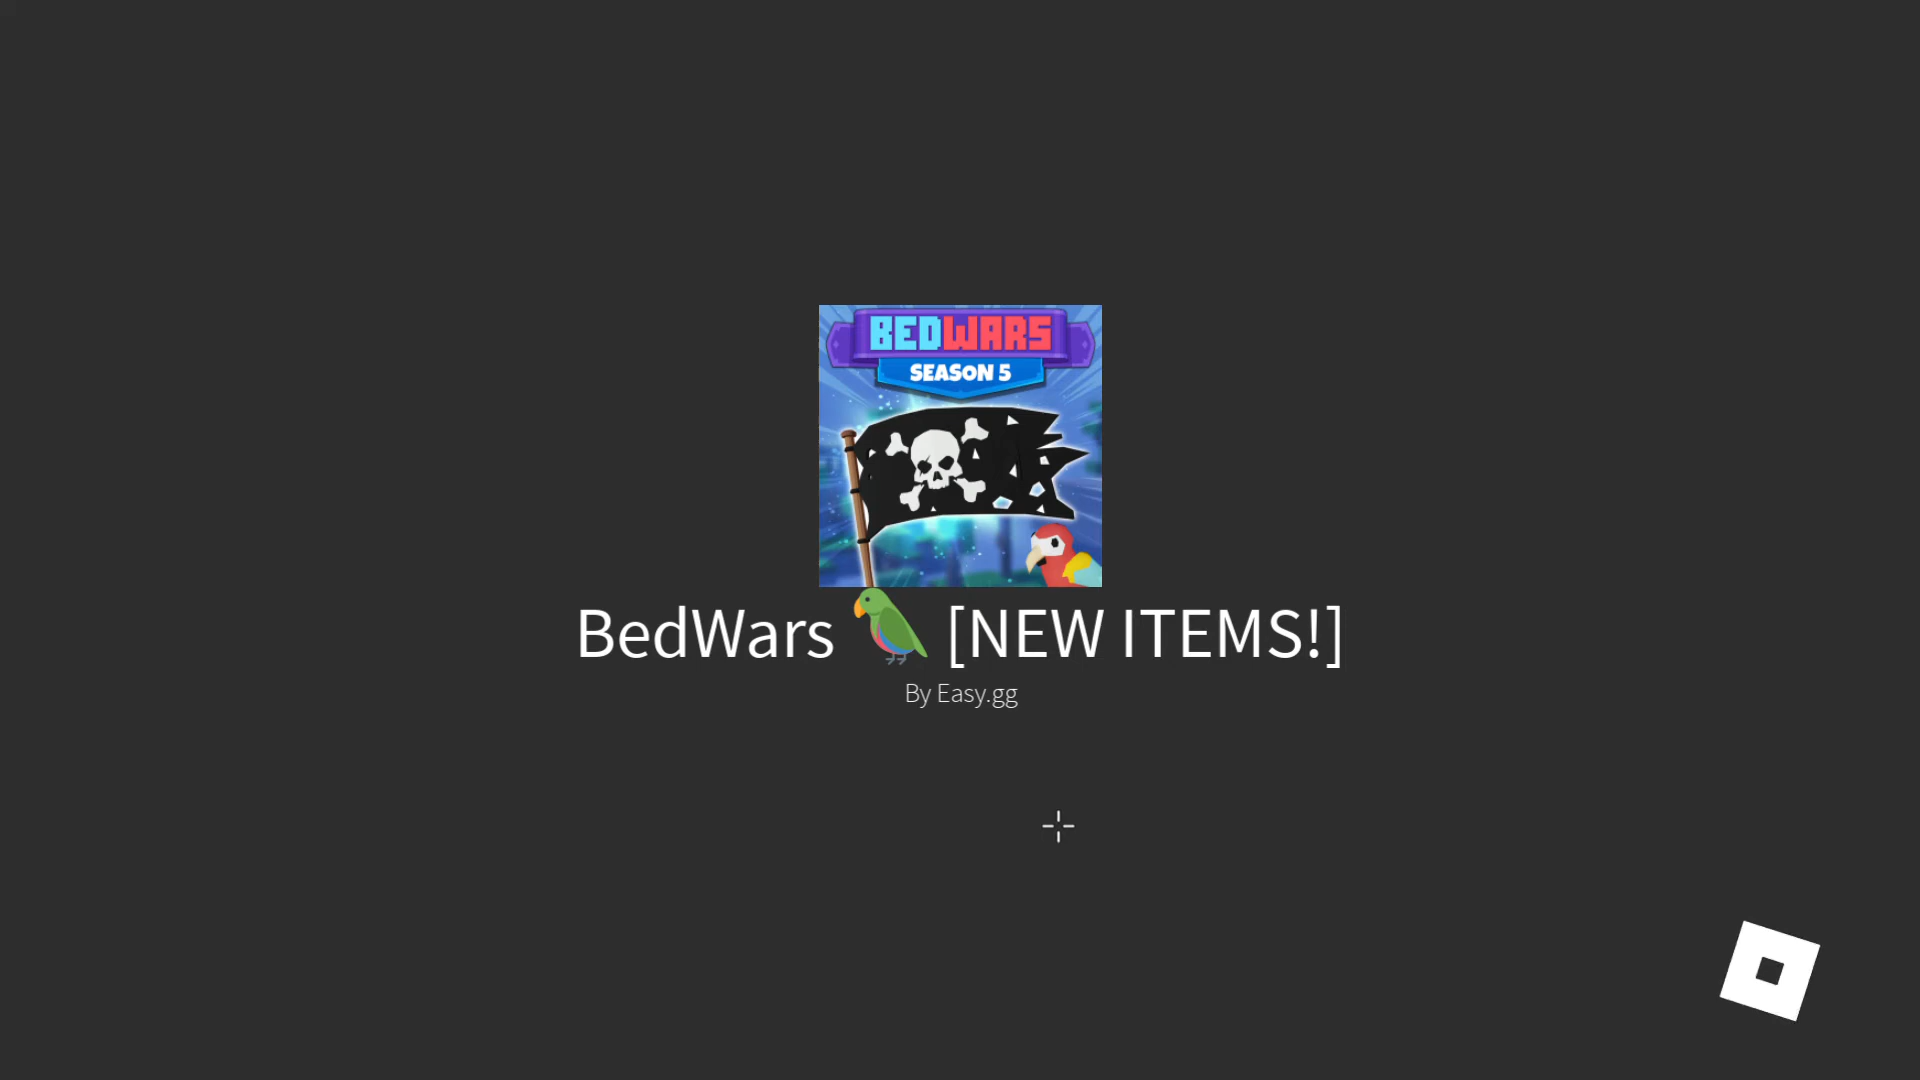 BEDWARS
SEASON 5
BedWars 🦜 [NEW ITEMS!]
By Easy.gg